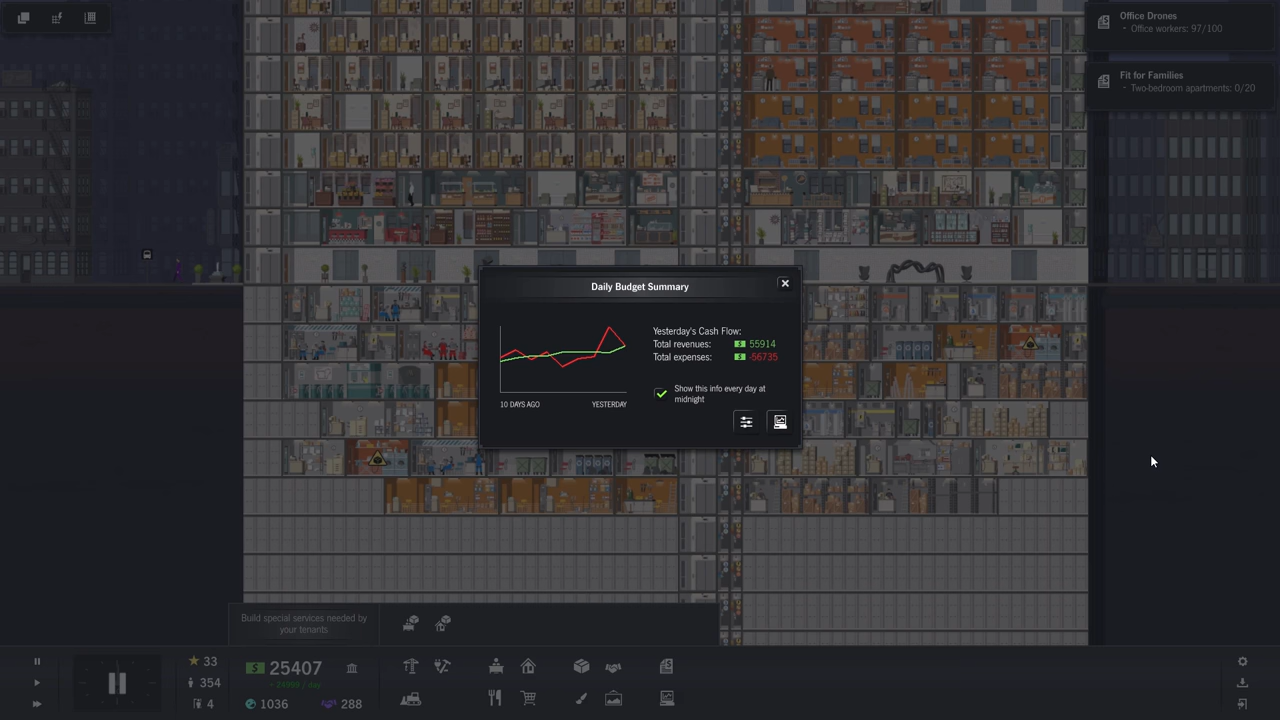 Office Drones
- Office workers: 97/100
Fit for Families
- Two-bedroom apartments: 0/20
Daily Budget Summary
Yesterday's Cash Flow:
Total revenues: 55914
Total expenses: -56735
Show this info every day at
midnight
10 DAYS AGO YESTERDAY
Build special services needed by
your tenants
33
25407
354
4
1036
288